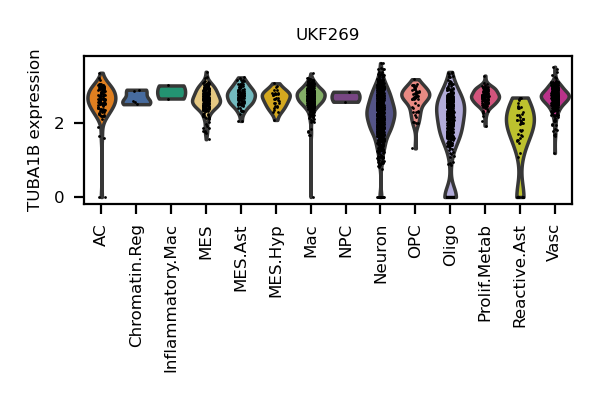 UKF269
TUBA1B expression
2
0
AC
Chromatin.Reg
Inflammatory.Mac
MES
MES.Ast
MES.Hyp
Mac
NPC
Neuron
OPC
Oligo
Prolif.Metab
Reactive.Ast
Vasc